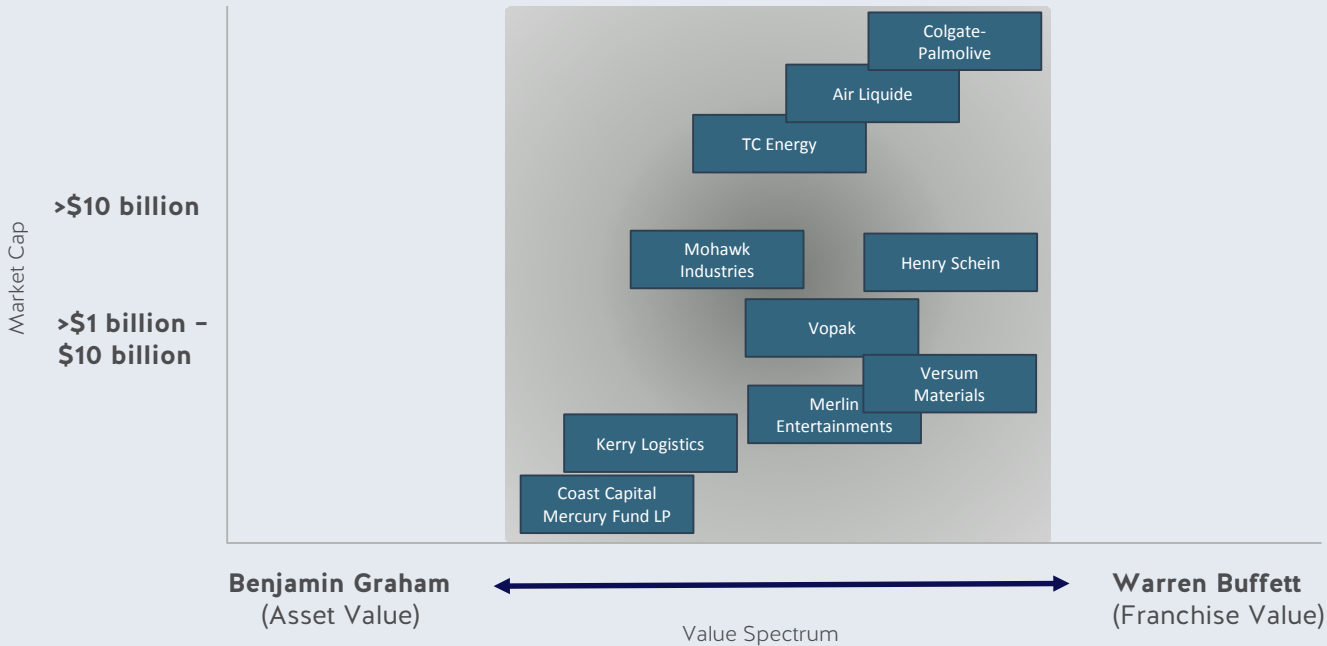 Colgate-
Palmolive
Air Liquide
TC Energy
>$10 billion
Market Cap
Mohawk
Industries
Henry Schein
>$1 billion –
$10 billion
Vopak
Versum
Materials
Merlin
Entertainments
Kerry Logistics
Coast Capital
Mercury Fund LP
Benjamin Graham
(Asset Value)
Warren Buffett
(Franchise Value)
Value Spectrum